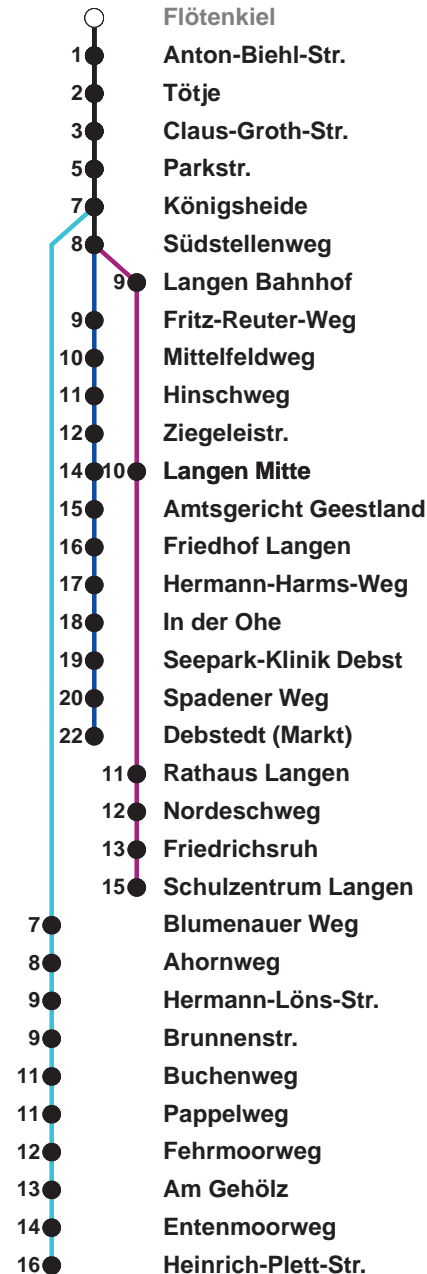 Flötenkiel
1 Anton-Biehl-Str.
2 Tötje
3 Claus-Groth-Str.
5 Parkstr.
7 Königsheide
8 Südstellenweg
9 Langen Bahnhof
9 Fritz-Reuter-Weg
10 Mittelfeldweg
11 Hinschweg
12 Ziegeleistr.
14 10 Langen Mitte
15 Amtsgericht Geestland
16 Friedhof Langen
17 Hermann-Harms-Weg
18 In der Ohe
19 Seepark-Klinik Debst
20 Spadener Weg
22 Debstedt (Markt)
11 Rathaus Langen
12 Nordeschweg
13 Friedrichsruh
15 Schulzentrum Langen
7 Blumenauer Weg
8 Ahornweg
9 Hermann-Löns-Str.
9 Brunnenstr.
11 Buchenweg
11 Pappelweg
12 Fehrmoorweg
13 Am Gehölz
14 Entenmoorweg
16 Heinrich-Plett-Str.